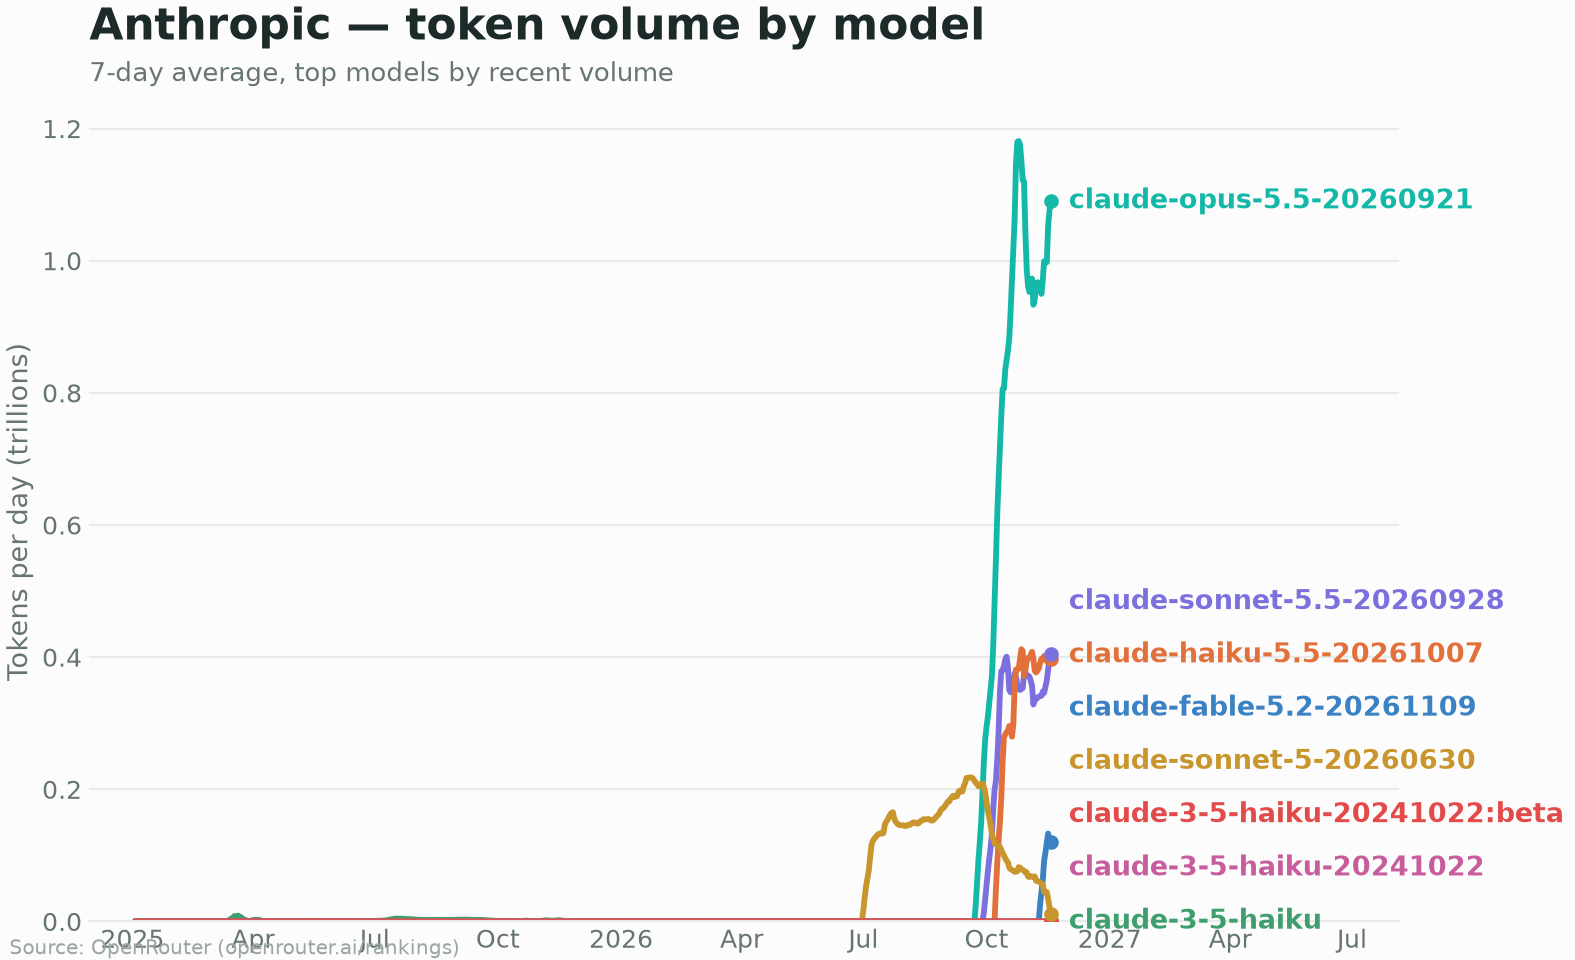 Anthropic — token volume by model
7-day average, top models by recent volume
Tokens per day (trillions)
1.2
1.0
0.8
0.6
0.4
0.2
0.0
claude-opus-5.5-20260921
claude-sonnet-5.5-20260928
claude-haiku-5.5-20261007
claude-fable-5.2-20261109
claude-sonnet-5-20260630
claude-3-5-haiku-20241022:beta
claude-3-5-haiku-20241022
claude-3-5-haiku
2025 Apr Jul Oct 2026 Apr Jul Oct 2027 Apr Jul
Source: OpenRouter (openrouter.ai/rankings)